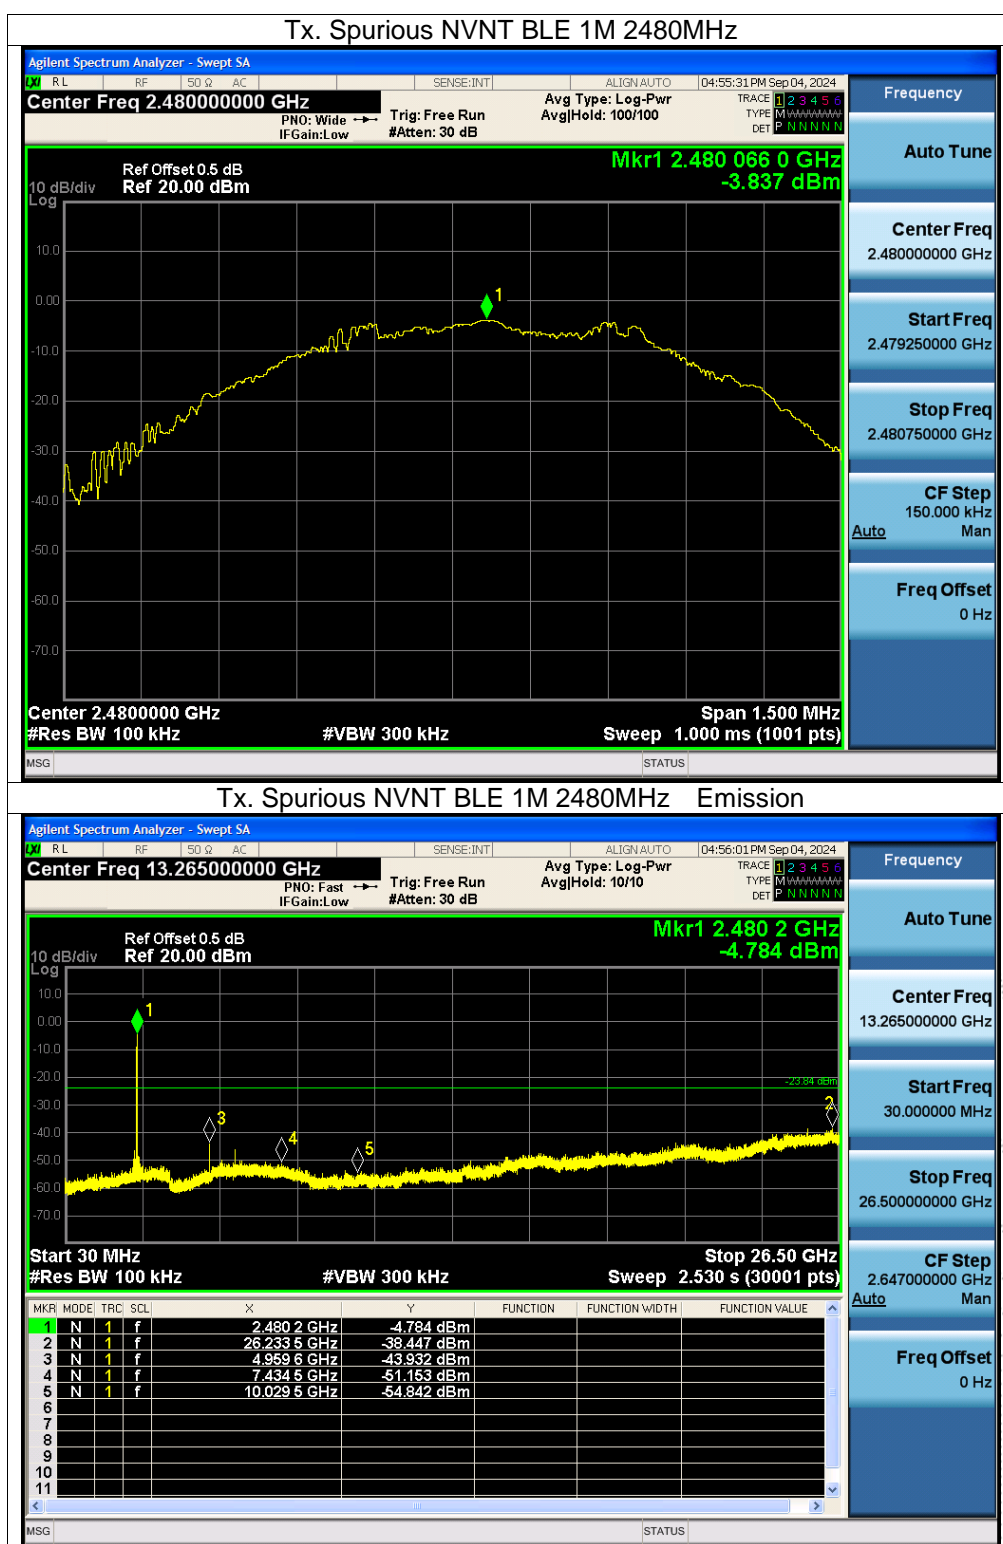 Tx. Spurious NVNT BLE 1M 2480MHz
Agilent Spectrum Analyzer - Swept SA
LXI RL RF 50 Ω AC SENSE:INT ALIGN AUTO 04:55:31 PM Sep 04, 2024
Center Freq 2.480000000 GHz
PNO: Wide
IFGain:Low
Trig: Free Run
#Atten: 30 dB
Avg Type: Log-Pwr
Avg|Hold: 100/100
TRACE 1 2 3 4 5 6
TYPE M WWWWW
DET P N N N N N
Ref Offset 0.5 dB
10 dB/div Ref 20.00 dBm
Log
Mkr1 2.480 066 0 GHz
-3.837 dBm
10.0
0.00
-10.0
-20.0
-30.0
-40.0
-50.0
-60.0
-70.0
1
Center 2.4800000 GHz Span 1.500 MHz
#Res BW 100 kHz #VBW 300 kHz Sweep 1.000 ms (1001 pts)
MSG STATUS
Frequency
Auto Tune
Center Freq
2.480000000 GHz
Start Freq
2.479250000 GHz
Stop Freq
2.480750000 GHz
CF Step
150.000 kHz
Auto Man
Freq Offset
0 Hz
Tx. Spurious NVNT BLE 1M 2480MHz Emission
Agilent Spectrum Analyzer - Swept SA
LXI RL RF 50 Ω AC SENSE:INT ALIGN AUTO 04:56:01 PM Sep 04, 2024
Center Freq 13.265000000 GHz
PNO: Fast
IFGain:Low
Trig: Free Run
#Atten: 30 dB
Avg Type: Log-Pwr
Avg|Hold: 10/10
TRACE 1 2 3 4 5 6
TYPE M WWWWW
DET P N N N N N
Ref Offset 0.5 dB
10 dB/div Ref 20.00 dBm
Log
Mkr1 2.480 2 GHz
-4.784 dBm
10.0
0.00
-10.0
-20.0
-30.0
-40.0
-50.0
-60.0
-70.0
-23.84 dBm
1
2
3
4
5
Start 30 MHz Stop 26.50 GHz
#Res BW 100 kHz #VBW 300 kHz Sweep 2.530 s (30001 pts)
MKR MODE TRC SCL X Y FUNCTION FUNCTION WIDTH FUNCTION VALUE
1 N 1 f 2.480 2 GHz -4.784 dBm
2 N 1 f 26.233 5 GHz -38.447 dBm
3 N 1 f 4.959 6 GHz -43.932 dBm
4 N 1 f 7.434 5 GHz -51.153 dBm
5 N 1 f 10.029 5 GHz -54.842 dBm
6
7
8
9
10
11
MSG STATUS
Frequency
Auto Tune
Center Freq
13.265000000 GHz
Start Freq
30.000000 MHz
Stop Freq
26.500000000 GHz
CF Step
2.647000000 GHz
Auto Man
Freq Offset
0 Hz